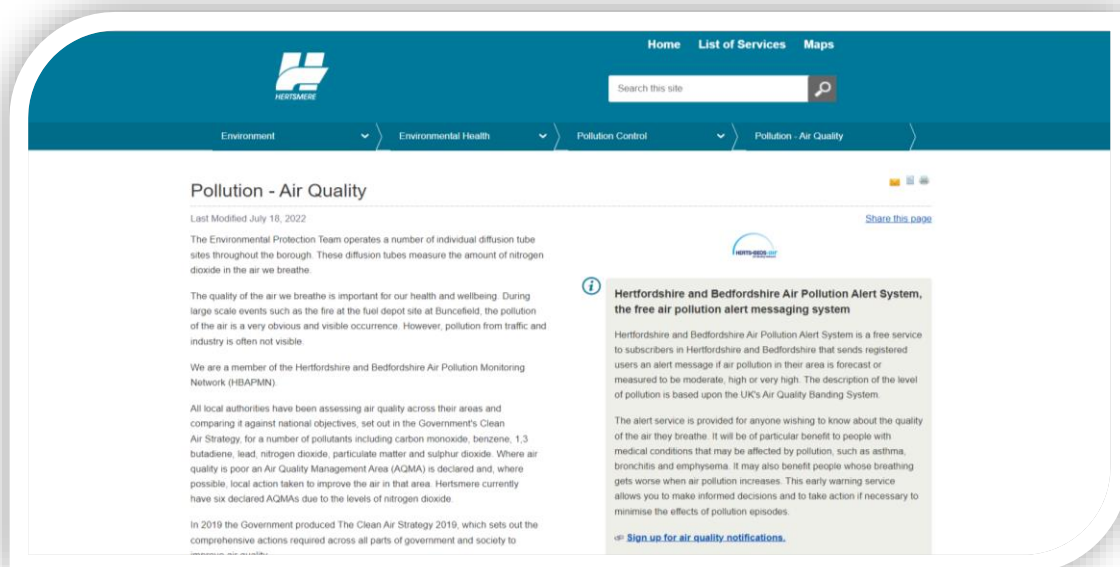 Home List of Services Maps
HERTSMERE
Search this site
Environment Environmental Health Pollution Control Pollution - Air Quality
Pollution - Air Quality
Last Modified July 18, 2022
Share this page
The Environmental Protection Team operates a number of individual diffusion tube
sites throughout the borough. These diffusion tubes measure the amount of nitrogen
dioxide in the air we breathe.
The quality of the air we breathe is important for our health and wellbeing. During
large scale events such as the fire at the fuel depot site at Buncefield, the pollution
of the air is a very obvious and visible occurrence. However, pollution from traffic and
industry is often not visible.
We are a member of the Hertfordshire and Bedfordshire Air Pollution Monitoring
Network (HBAPMN).
All local authorities have been assessing air quality across their areas and
comparing it against national objectives, set out in the Government's Clean
Air Strategy, for a number of pollutants including carbon monoxide, benzene, 1,3
butadiene, lead, nitrogen dioxide, particulate matter and sulphur dioxide. Where air
quality is poor an Air Quality Management Area (AQMA) is declared and, where
possible, local action taken to improve the air in that area. Hertsmere currently
have six declared AQMAs due to the levels of nitrogen dioxide.
In 2019 the Government produced The Clean Air Strategy 2019, which sets out the
comprehensive actions required across all parts of government and society to
improve air quality.
HERTS-BEDS-AIR
Hertfordshire and Bedfordshire Air Pollution Alert System,
the free air pollution alert messaging system
Hertfordshire and Bedfordshire Air Pollution Alert System is a free service
to subscribers in Hertfordshire and Bedfordshire that sends registered
users an alert message if air pollution in their area is forecast or
measured to be moderate, high or very high. The description of the level
of pollution is based upon the UK's Air Quality Banding System.
The alert service is provided for anyone wishing to know about the quality
of the air they breathe. It will be of particular benefit to people with
medical conditions that may be affected by pollution, such as asthma,
bronchitis and emphysema. It may also benefit people whose breathing
gets worse when air pollution increases. This early warning service
allows you to make informed decisions and to take action if necessary to
minimise the effects of pollution episodes.
Sign up for air quality notifications.